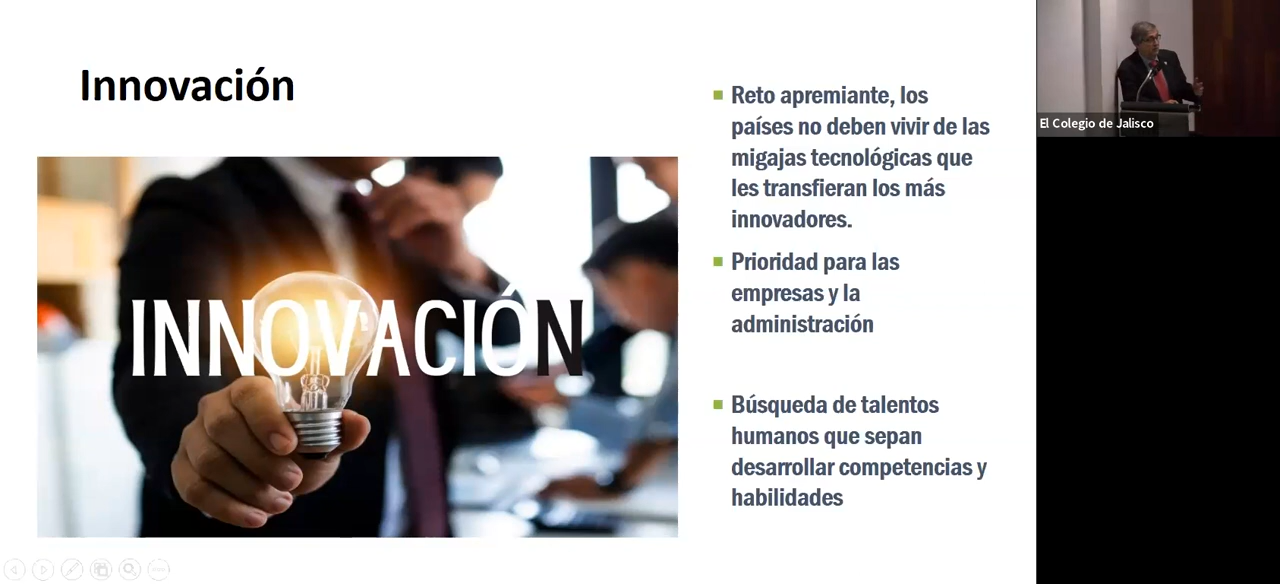 Innovación
INNOVACIÓN
Reto apremiante, los
países no deben vivir de las
migajas tecnológicas que
les transfieran los más
innovadores.
Prioridad para las
empresas y la
administración
Búsqueda de talentos
humanos que sepan
desarrollar competencias y
habilidades
El Colegio de Jalisco